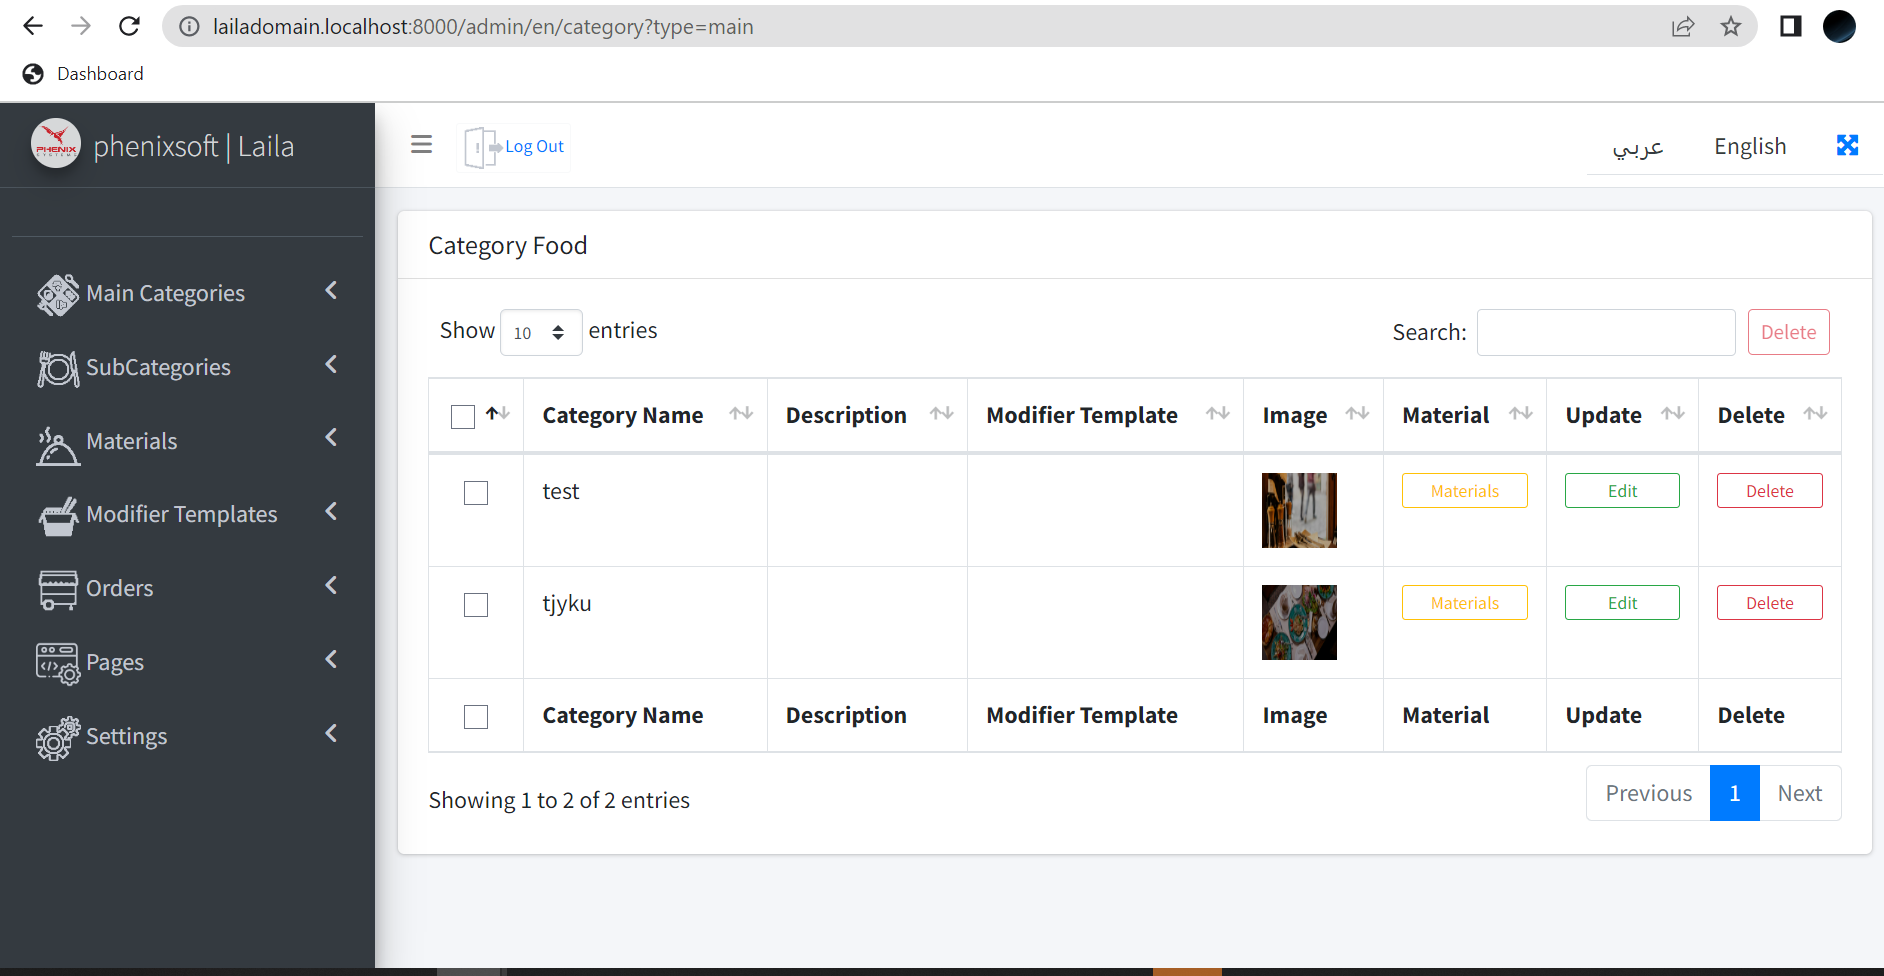 lailadomain.localhost:8000/admin/en/category?type=main
Dashboard
PHENIX
SYSTEMS
phenixsoft | Laila
Log Out
عربي
English
Main Categories
SubCategories
Materials
Modifier Templates
Orders
Pages
Settings
Category Food
Show 10 entries
Search:
Delete
Category Name Description Modifier Template Image Material Update Delete
test Materials Edit Delete
tjyku Materials Edit Delete
Category Name Description Modifier Template Image Material Update Delete
Showing 1 to 2 of 2 entries
Previous 1 Next